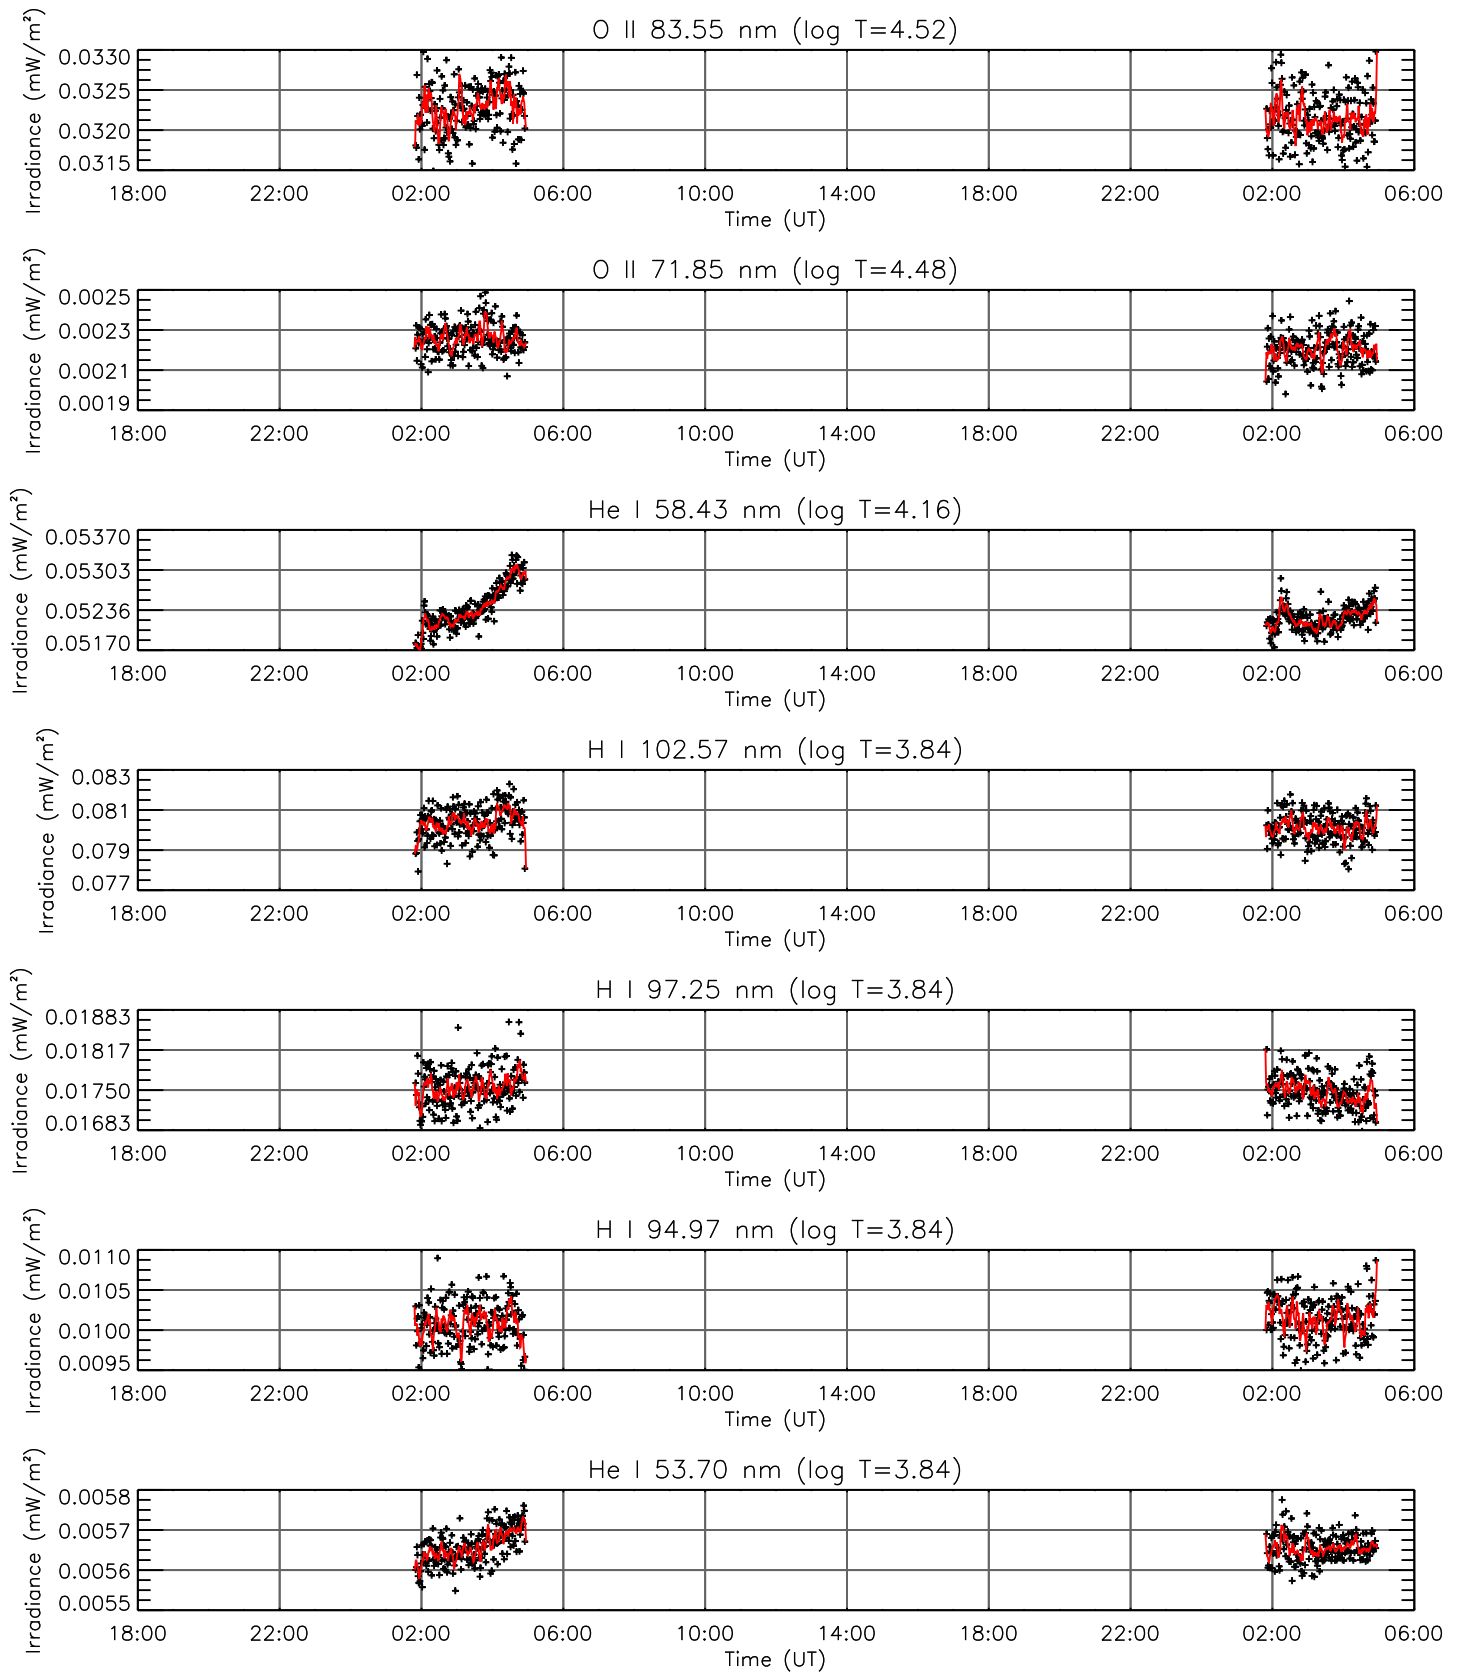 O II 83.55 nm (log T=4.52)
Irradiance (mW/m²)
0.0330
0.0325
0.0320
0.0315
18:00 22:00 02:00 06:00 10:00 14:00 18:00 22:00 02:00 06:00
Time (UT)
O II 71.85 nm (log T=4.48)
Irradiance (mW/m²)
0.0025
0.0023
0.0021
0.0019
18:00 22:00 02:00 06:00 10:00 14:00 18:00 22:00 02:00 06:00
Time (UT)
He I 58.43 nm (log T=4.16)
Irradiance (mW/m²)
0.05370
0.05303
0.05236
0.05170
18:00 22:00 02:00 06:00 10:00 14:00 18:00 22:00 02:00 06:00
Time (UT)
H I 102.57 nm (log T=3.84)
Irradiance (mW/m²)
0.083
0.081
0.079
0.077
18:00 22:00 02:00 06:00 10:00 14:00 18:00 22:00 02:00 06:00
Time (UT)
H I 97.25 nm (log T=3.84)
Irradiance (mW/m²)
0.01883
0.01817
0.01750
0.01683
18:00 22:00 02:00 06:00 10:00 14:00 18:00 22:00 02:00 06:00
Time (UT)
H I 94.97 nm (log T=3.84)
Irradiance (mW/m²)
0.0110
0.0105
0.0100
0.0095
18:00 22:00 02:00 06:00 10:00 14:00 18:00 22:00 02:00 06:00
Time (UT)
He I 53.70 nm (log T=3.84)
Irradiance (mW/m²)
0.0058
0.0057
0.0056
0.0055
18:00 22:00 02:00 06:00 10:00 14:00 18:00 22:00 02:00 06:00
Time (UT)